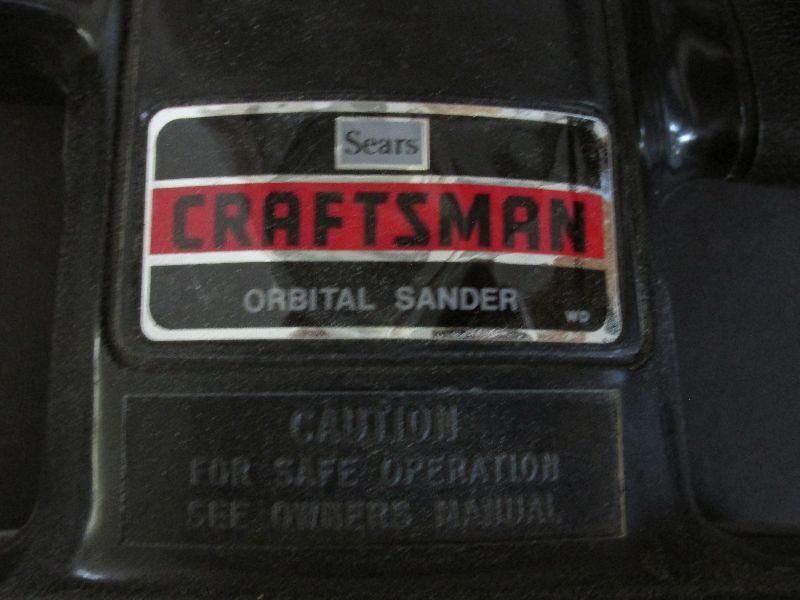 Sears
CRAFTSMAN
ORBITAL SANDER
WD
CAUTION
FOR SAFE OPERATION
SEE OWNERS MANUAL